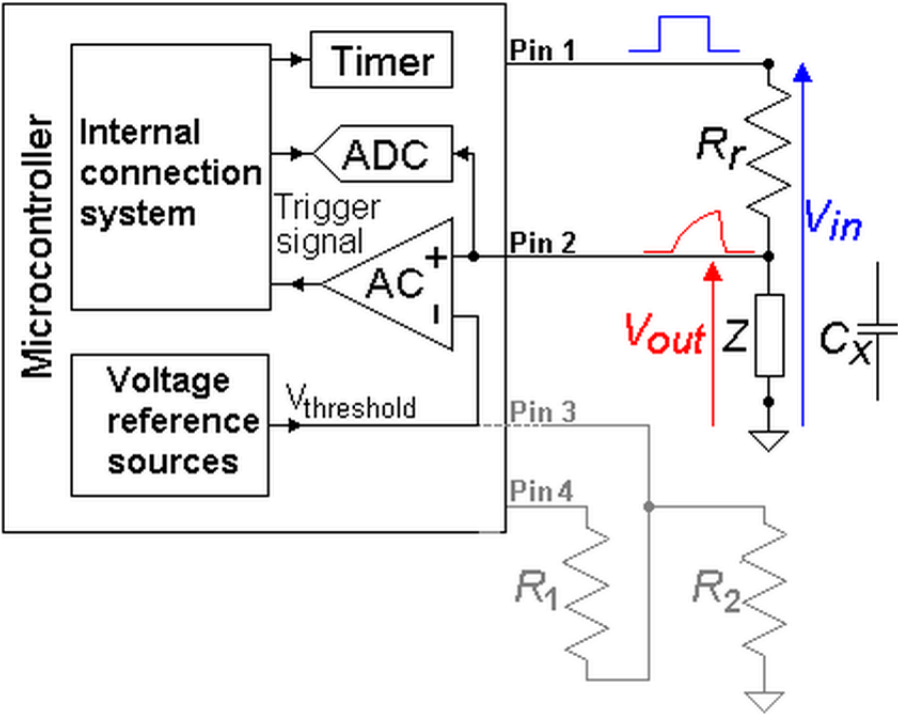 Microcontroller
Internal
connection
system
Timer
ADC
Trigger
signal
AC
+
-
Voltage
reference
sources
Vthreshold
Pin 1
Pin 2
Pin 3
Pin 4
Rr
Vin
Vout
Z
Cx
R1
R2